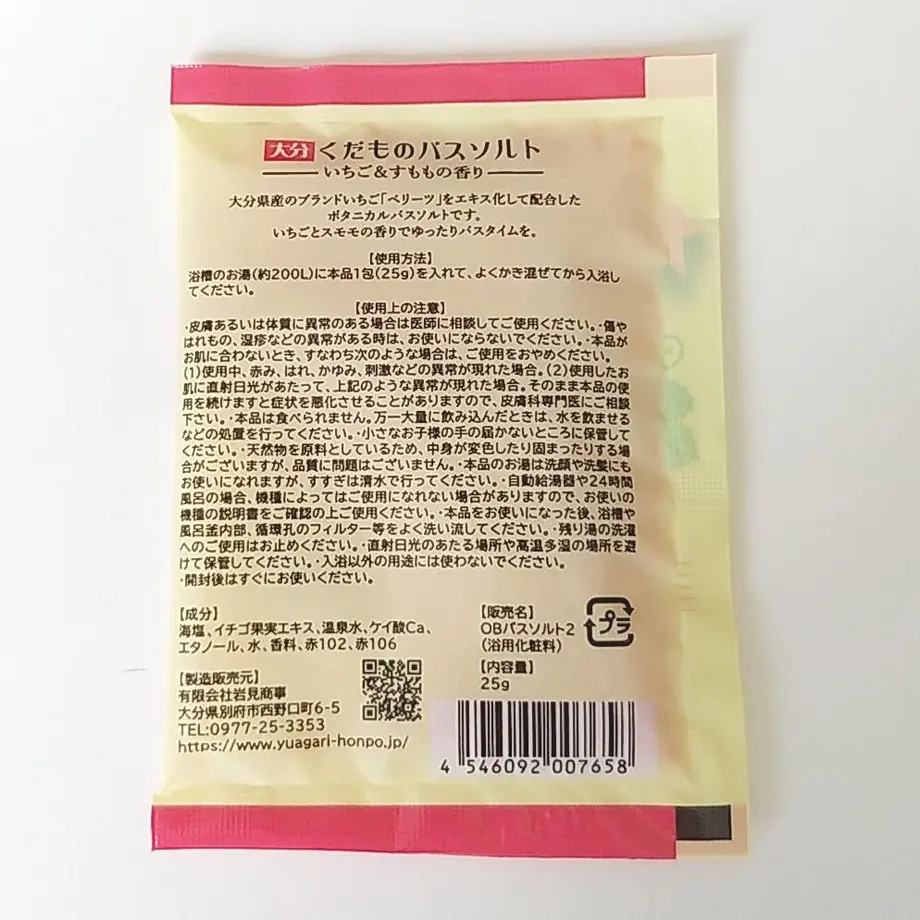 大分 くだものバスソルト
いちご&すももの香り
大分県産のブランドいちご「ベリーツ」をエキス化して配合した
ボタニカルバスソルトです。
いちごとスモモの香りでゆったりバスタイムを。
【使用方法】
浴槽のお湯(約200L)に本品1包(25g)を入れて、よくかき混ぜてから入浴し
てください。
【使用上の注意】
・皮膚あるいは体質に異常のある場合は医師に相談してご使用ください。・傷や
はれもの、湿疹などの異常がある時は、お使いにならないでください。・本品が
お肌に合わないとき、すなわち次のような場合は、ご使用をおやめください。
(1)使用中、赤み、はれ、かゆみ、刺激などの異常が現れた場合。(2)使用したお
肌に直射日光があたって、上記のような異常が現れた場合。そのまま本品の使
用を続けますと症状を悪化させることがありますので、皮膚科専門医にご相談
下さい。・本品は食べられません。万一大量に飲み込んだときは、水を飲ませる
などの処置を行ってください。・小さなお子様の手の届かないところに保管して
ください。・天然物を原料としているため、中身が変色したり固まったりする場
合がございますが、品質に問題はございません。・本品のお湯は洗顔や洗髪にも
お使いになれますが、すすぎは清水で行ってください。・自動給湯器や24時間
風呂の場合、機種によってはご使用になれない場合がありますので、お使いの
機種の説明書をご確認の上ご使用ください。・本品をお使いになった後、浴槽や
風呂釜内部、循環孔のフィルター等をよく洗い流してください。・残り湯の洗濯
へのご使用はお止めください。・直射日光のあたる場所や高温多湿の場所を避
けて保管してください。・入浴以外の用途には使わないでください。
・開封後はすぐにお使いください。
【成分】
海塩、イチゴ果実エキス、温泉水、ケイ酸Ca、
エタノール、水、香料、赤102、赤106
【販売名】
OBバスソルト2
(浴用化粧料)
プラ
【内容量】
25g
【製造販売元】
有限会社岩見商事
大分県別府市西野口町6-5
TEL:0977-25-3353
https://www.yuagari-honpo.jp/
4 546092 007658